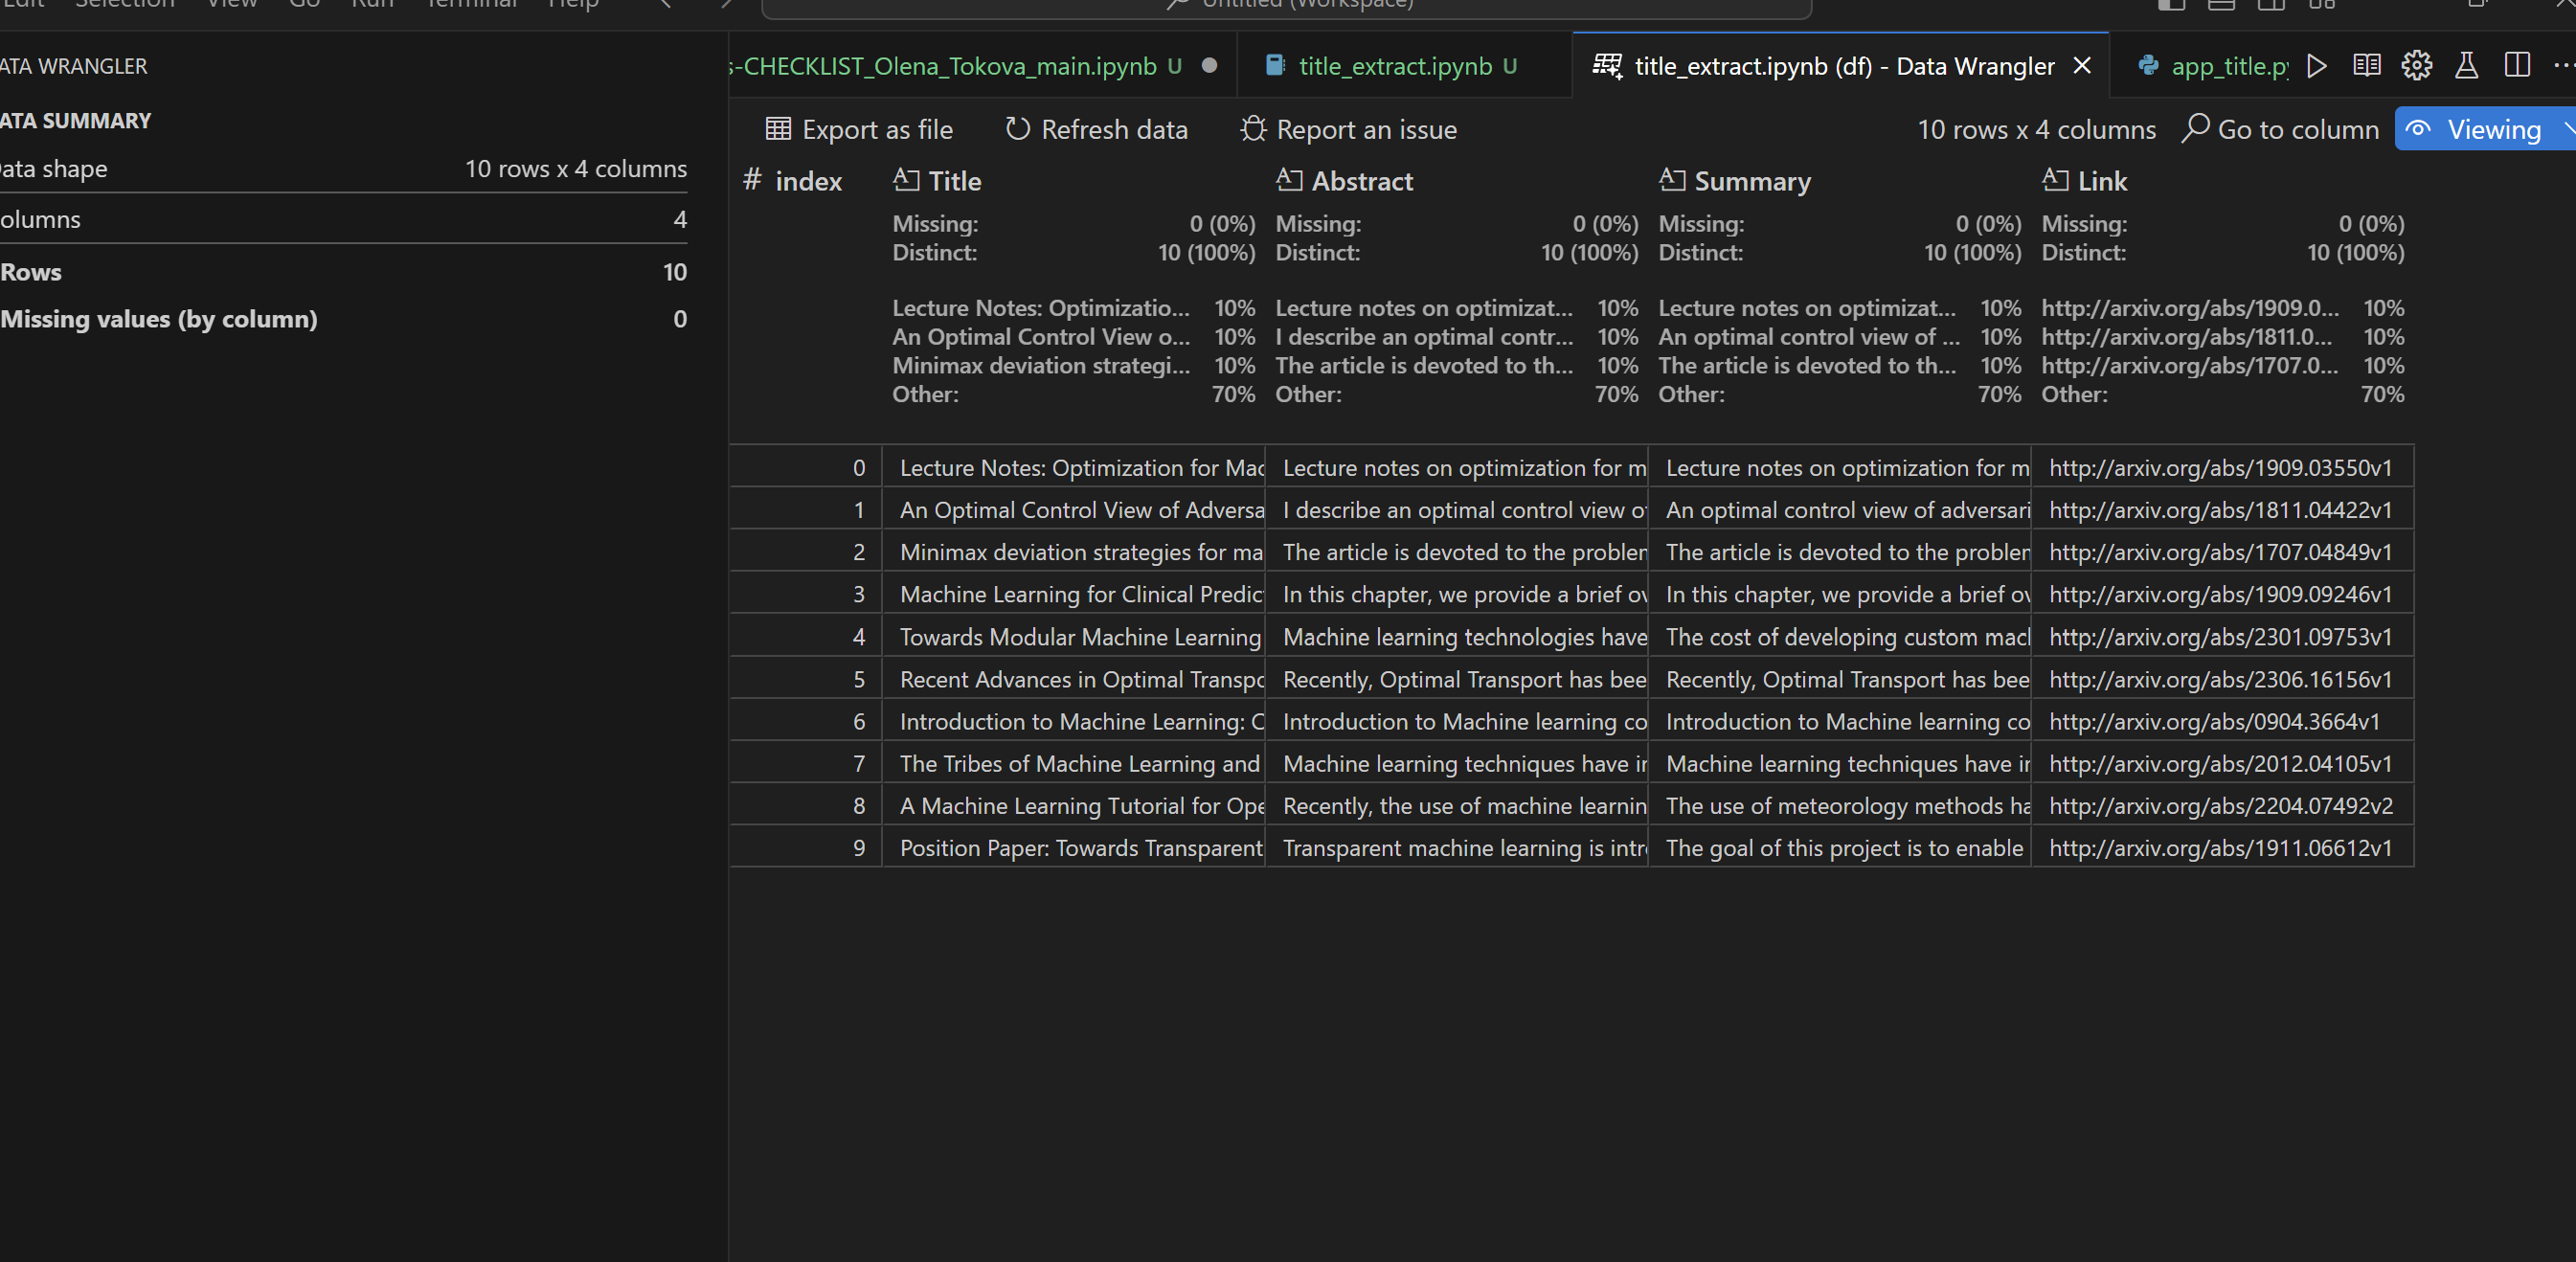 Edit Selection View Go Run Terminal Help Untitled (Workspace)
ATA WRANGLER
s-CHECKLIST_Olena_Tokova_main.ipynb U
title_extract.ipynb U
title_extract.ipynb (df) - Data Wrangler
app_title.py
ATA SUMMARY
ata shape 10 rows x 4 columns
olumns 4
Rows 10
Missing values (by column) 0
Export as file Refresh data Report an issue 10 rows x 4 columns Go to column Viewing
# index Title Abstract Summary Link
Missing: 0 (0%) Missing: 0 (0%) Missing: 0 (0%) Missing: 0 (0%)
Distinct: 10 (100%) Distinct: 10 (100%) Distinct: 10 (100%) Distinct: 10 (100%)
Lecture Notes: Optimizatio... 10% Lecture notes on optimizat... 10% Lecture notes on optimizat... 10% http://arxiv.org/abs/1909.0... 10%
An Optimal Control View o... 10% I describe an optimal contr... 10% An optimal control view of ... 10% http://arxiv.org/abs/1811.0... 10%
Minimax deviation strategi... 10% The article is devoted to th... 10% The article is devoted to th... 10% http://arxiv.org/abs/1707.0... 10%
Other: 70% Other: 70% Other: 70% Other: 70%
0 Lecture Notes: Optimization for Mac Lecture notes on optimization for m Lecture notes on optimization for m http://arxiv.org/abs/1909.03550v1
1 An Optimal Control View of Adversa I describe an optimal control view o An optimal control view of adversari http://arxiv.org/abs/1811.04422v1
2 Minimax deviation strategies for ma The article is devoted to the problem The article is devoted to the problem http://arxiv.org/abs/1707.04849v1
3 Machine Learning for Clinical Predic In this chapter, we provide a brief ov In this chapter, we provide a brief ov http://arxiv.org/abs/1909.09246v1
4 Towards Modular Machine Learning Machine learning technologies have The cost of developing custom macl http://arxiv.org/abs/2301.09753v1
5 Recent Advances in Optimal Transpo Recently, Optimal Transport has bee Recently, Optimal Transport has bee http://arxiv.org/abs/2306.16156v1
6 Introduction to Machine Learning: C Introduction to Machine learning co Introduction to Machine learning co http://arxiv.org/abs/0904.3664v1
7 The Tribes of Machine Learning and Machine learning techniques have ir Machine learning techniques have ir http://arxiv.org/abs/2012.04105v1
8 A Machine Learning Tutorial for Ope Recently, the use of machine learnin The use of meteorology methods ha http://arxiv.org/abs/2204.07492v2
9 Position Paper: Towards Transparent Transparent machine learning is intr The goal of this project is to enable http://arxiv.org/abs/1911.06612v1